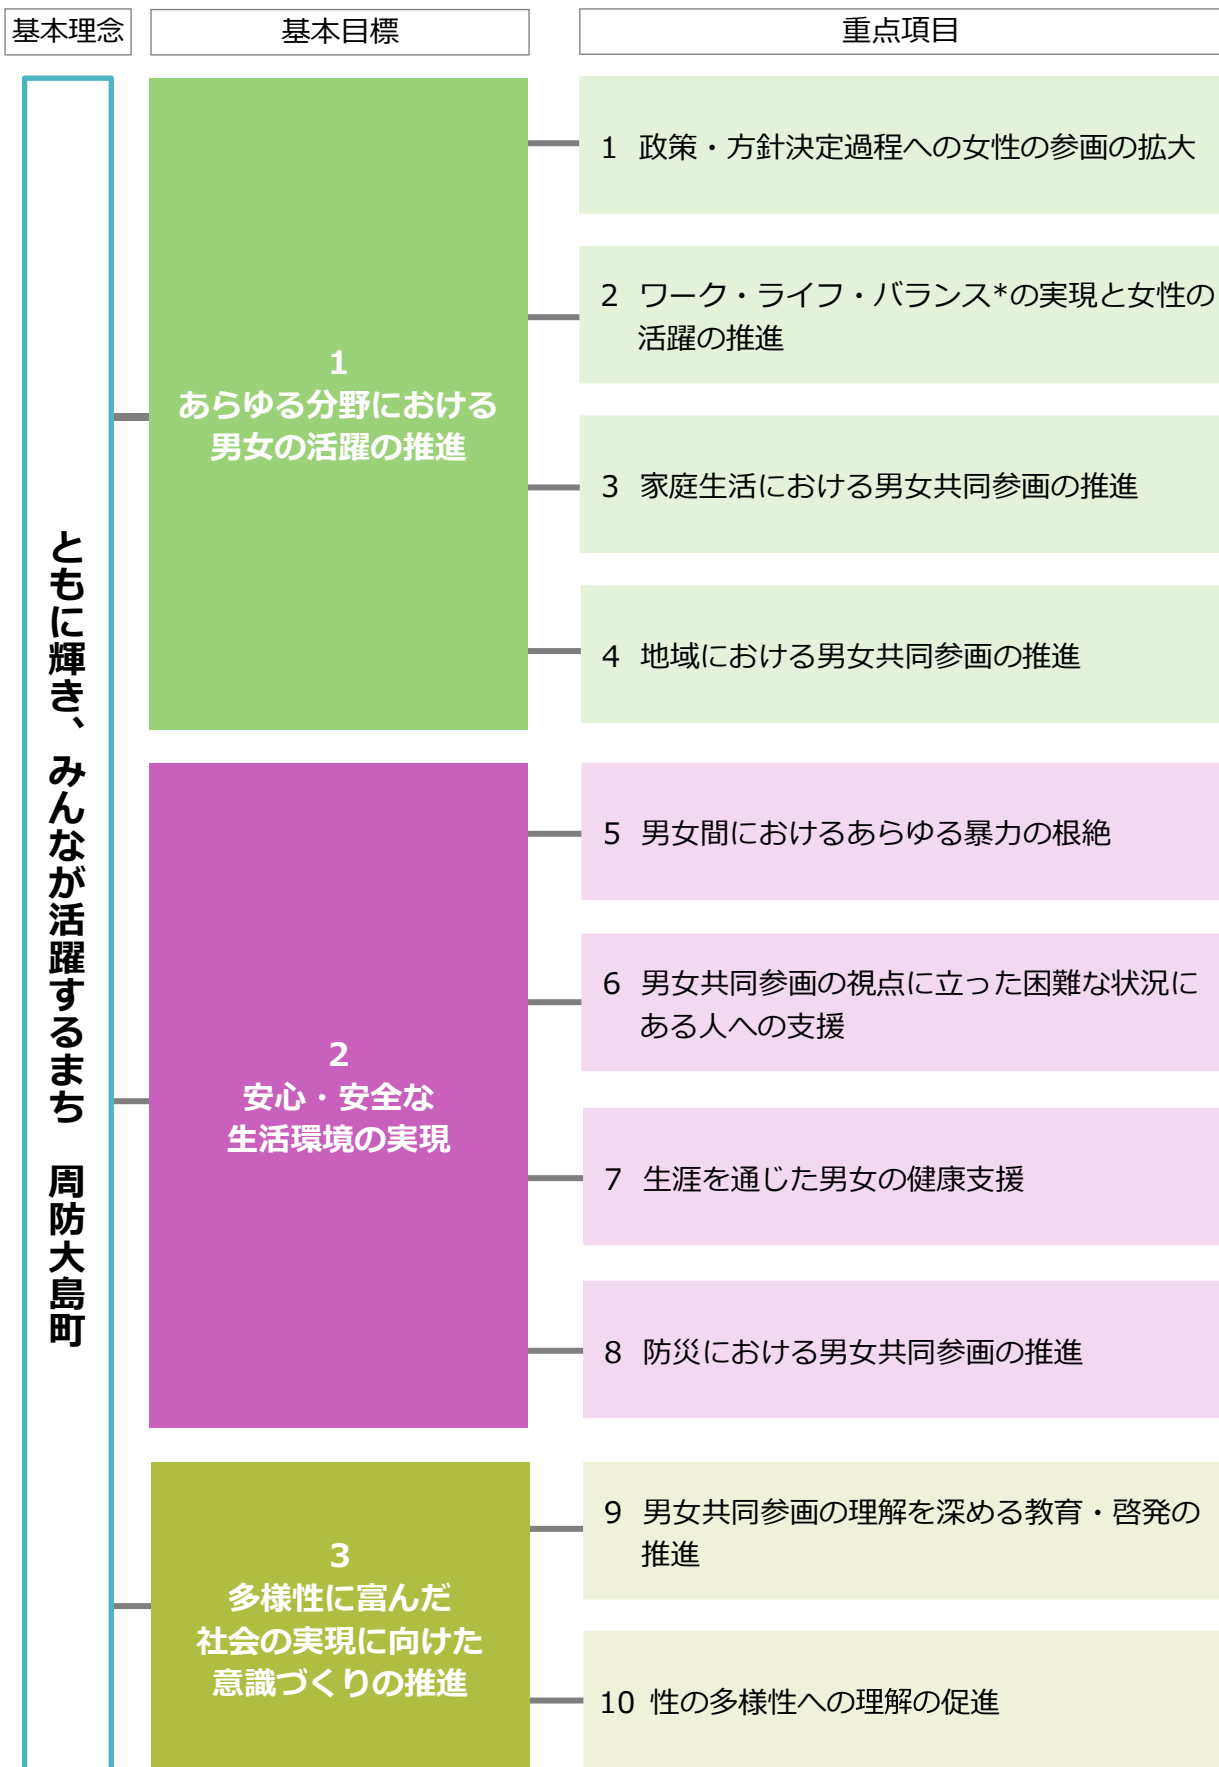 基本理念
基本目標
重点項目
ともに輝き、みんなが活躍するまち　周防大島町
1
あらゆる分野における
男女の活躍の推進
1 政策・方針決定過程への女性の参画の拡大
2 ワーク・ライフ・バランス*の実現と女性の
活躍の推進
3 家庭生活における男女共同参画の推進
4 地域における男女共同参画の推進
2
安心・安全な
生活環境の実現
5 男女間におけるあらゆる暴力の根絶
6 男女共同参画の視点に立った困難な状況に
ある人への支援
7 生涯を通じた男女の健康支援
8 防災における男女共同参画の推進
3
多様性に富んだ
社会の実現に向けた
意識づくりの推進
9 男女共同参画の理解を深める教育・啓発の
推進
10 性の多様性への理解の促進